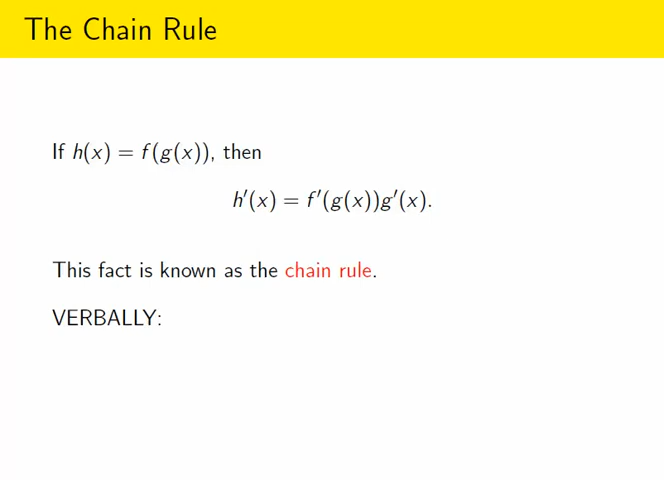 The Chain Rule
If h(x) = f(g(x)), then
h′(x) = f′(g(x))g′(x).
This fact is known as the chain rule.
VERBALLY: